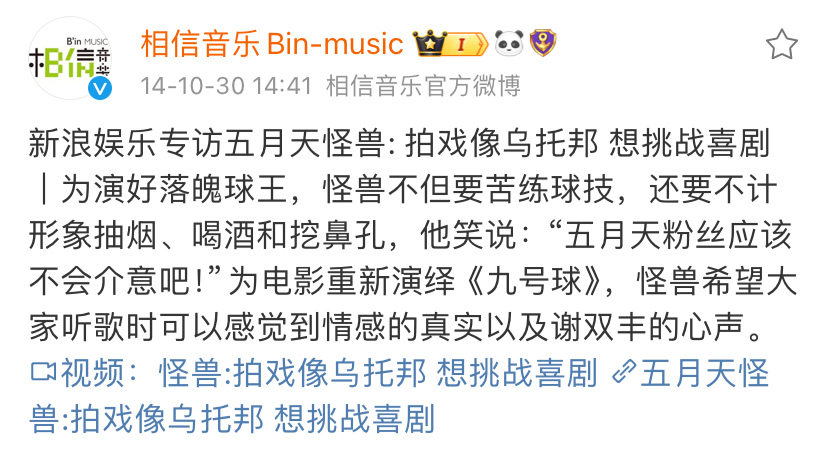 B'in MUSIC
相信音乐
相信音乐Bin-music I
14-10-30 14:41 相信音乐官方微博
新浪娱乐专访五月天怪兽: 拍戏像乌托邦 想挑战喜剧
｜为演好落魄球王，怪兽不但要苦练球技，还要不计
形象抽烟、喝酒和挖鼻孔，他笑说：“五月天粉丝应该
不会介意吧！”为电影重新演绎《九号球》，怪兽希望大
家听歌时可以感觉到情感的真实以及谢双丰的心声。
视频：怪兽:拍戏像乌托邦 想挑战喜剧 五月天怪
兽:拍戏像乌托邦 想挑战喜剧